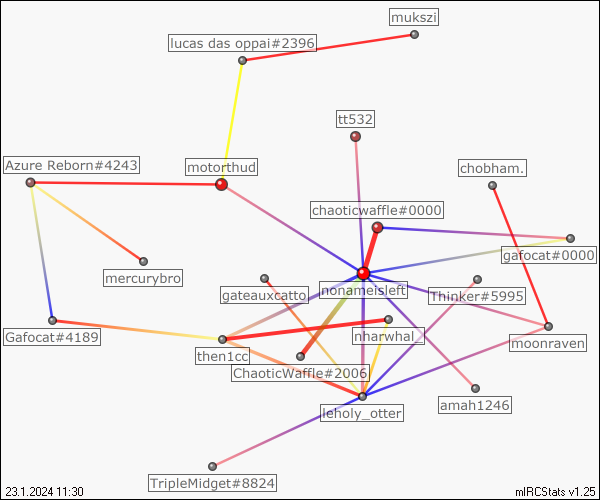 mukszi
lucas das oppai#2396
tt532
Azure Reborn#4243
motorthud
chobham.
chaoticwaffle#0000
gafocat#0000
mercurybro
gateauxcatto
nonameisleft
Thinker#5995
Gafocat#4189
nharwhal_
moonraven
then1cc
ChaoticWaffle#2006
leholy_otter
amah1246
TripleMidget#8824
23.1.2024 11:30
mIRCStats v1.25